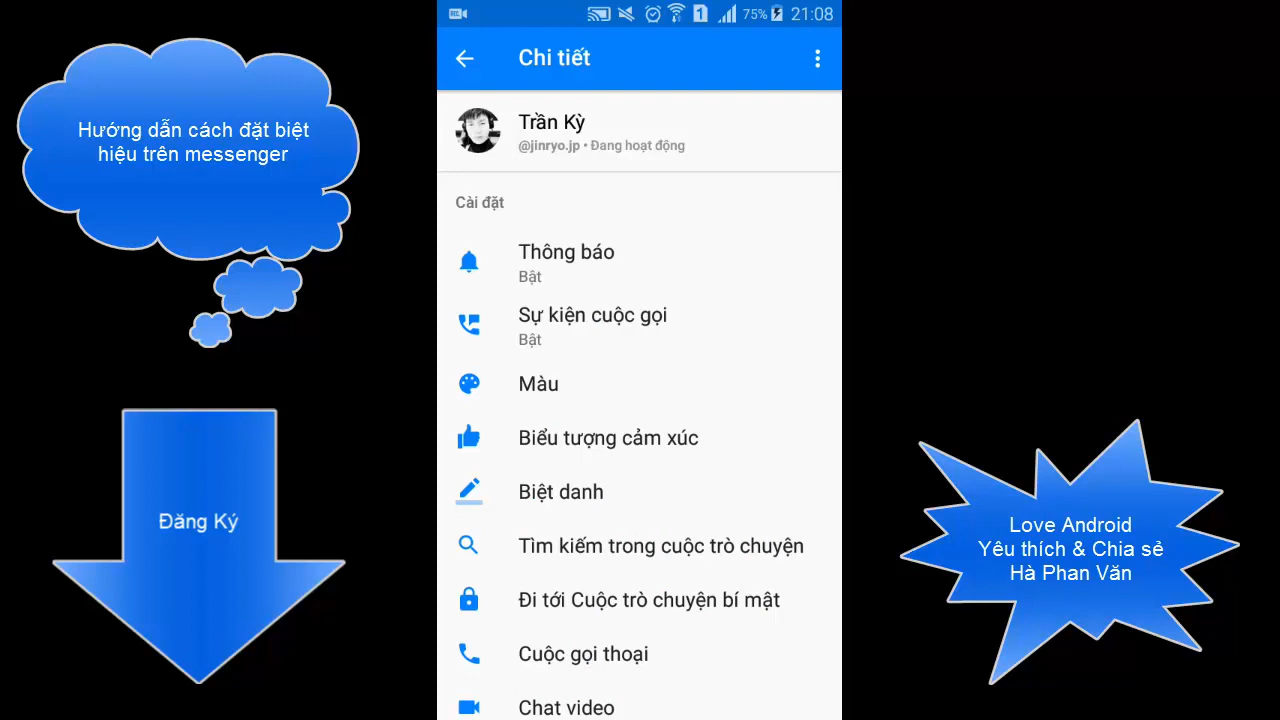 Hướng dẫn cách đặt biệt
hiệu trên messenger
Đăng Ký
REC
1
75%
21:08
Chi tiết
Trần Kỳ
@jinryo.jp • Đang hoạt động
Cài đặt
Thông báo
Bật
Sự kiện cuộc gọi
Bật
Màu
Biểu tượng cảm xúc
Biệt danh
Tìm kiếm trong cuộc trò chuyện
Đi tới Cuộc trò chuyện bí mật
Cuộc gọi thoại
Chat video
Love Android
Yêu thích & Chia sẻ
Hà Phan Văn